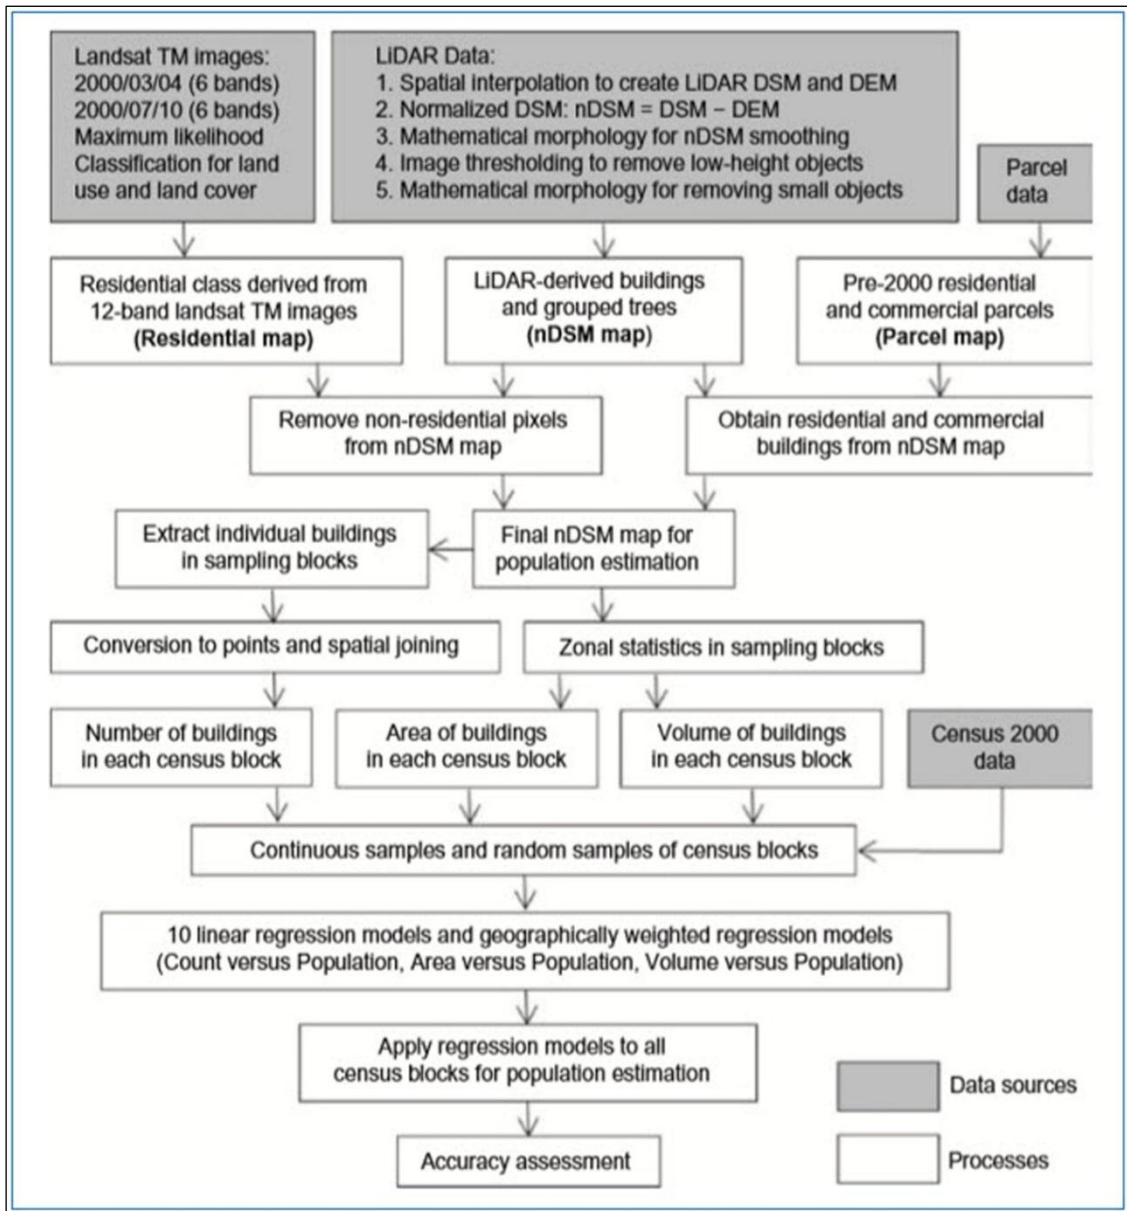 Landsat TM images:
2000/03/04 (6 bands)
2000/07/10 (6 bands)
Maximum likelihood
Classification for land
use and land cover
LiDAR Data:
1. Spatial interpolation to create LiDAR DSM and DEM
2. Normalized DSM: nDSM = DSM − DEM
3. Mathematical morphology for nDSM smoothing
4. Image thresholding to remove low-height objects
5. Mathematical morphology for removing small objects
Parcel
data
Residential class derived from
12-band landsat TM images
(Residential map)
LiDAR-derived buildings
and grouped trees
(nDSM map)
Pre-2000 residential
and commercial parcels
(Parcel map)
Remove non-residential pixels
from nDSM map
Obtain residential and commercial
buildings from nDSM map
Extract individual buildings
in sampling blocks
Final nDSM map for
population estimation
Conversion to points and spatial joining
Zonal statistics in sampling blocks
Number of buildings
in each census block
Area of buildings
in each census block
Volume of buildings
in each census block
Census 2000
data
Continuous samples and random samples of census blocks
10 linear regression models and geographically weighted regression models
(Count versus Population, Area versus Population, Volume versus Population)
Apply regression models to all
census blocks for population estimation
Data sources
Accuracy assessment
Processes